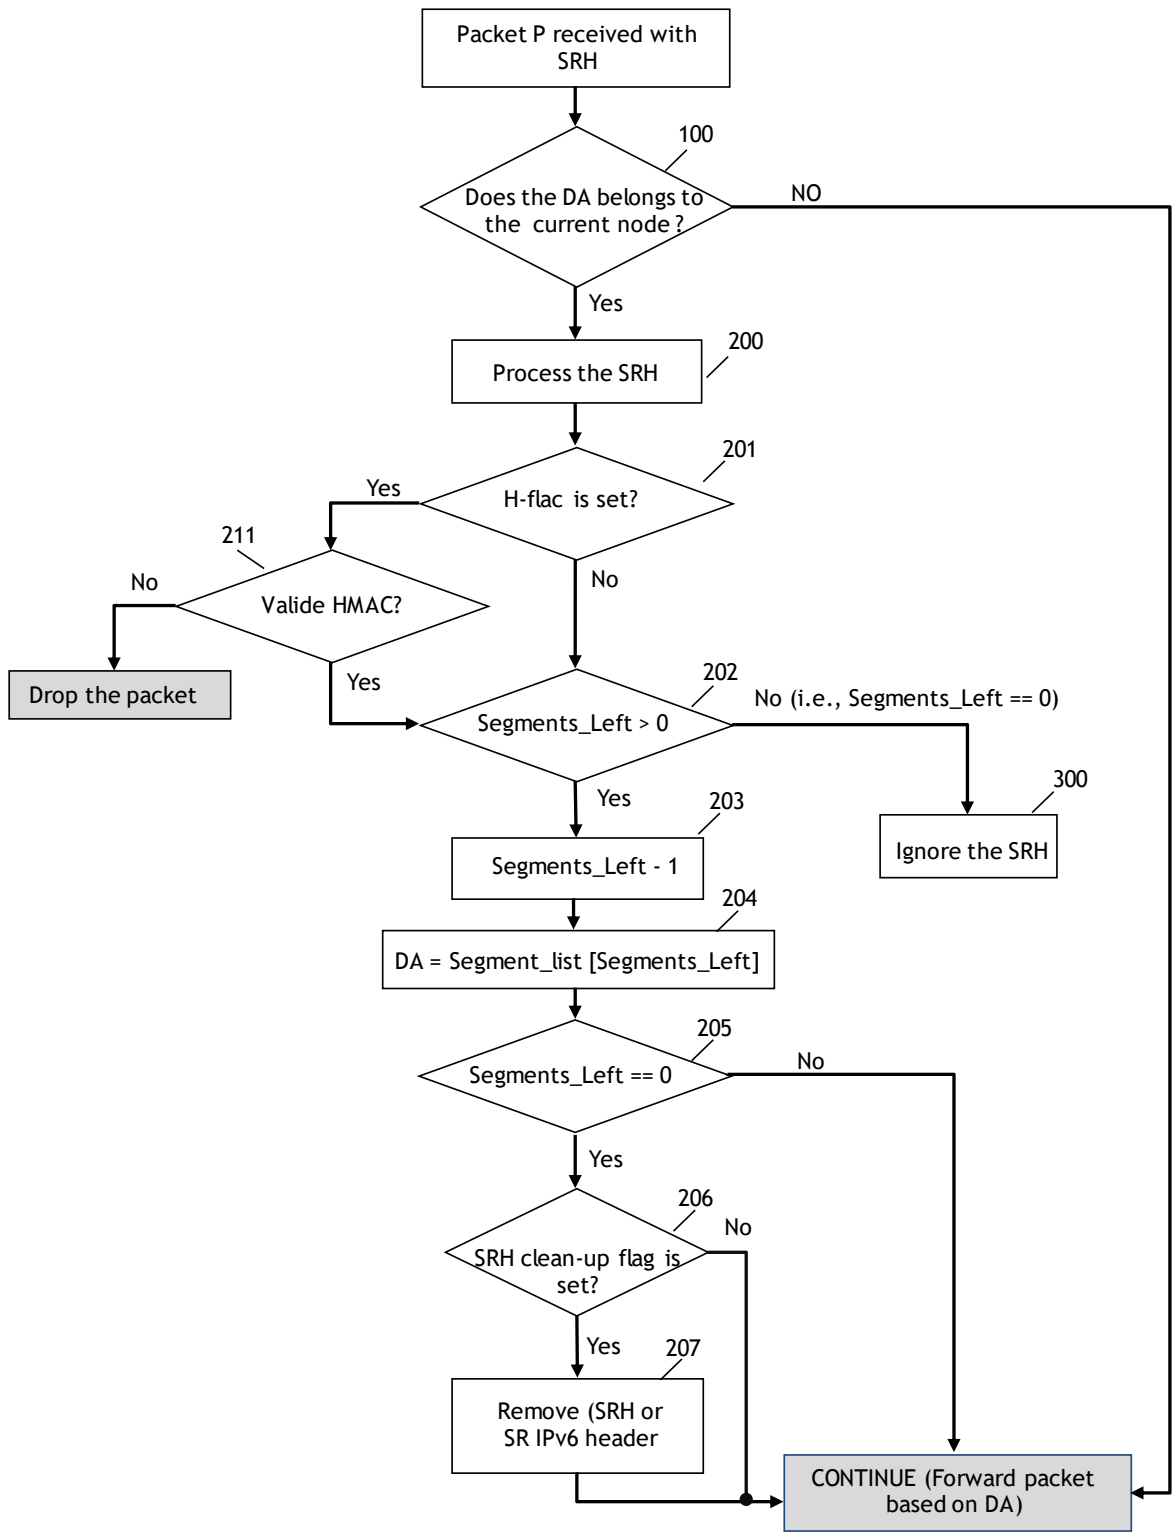 Packet P received with
SRH
100
Does the DA belongs to
the current node ?
NO
Yes
200
Process the SRH
201
H-flac is set?
Yes
211
No
No
Valide HMAC?
Drop the packet
Yes
202
No (i.e., Segments_Left == 0)
Segments_Left > 0
300
Yes
203
Ignore the SRH
Segments_Left - 1
204
DA = Segment_list [Segments_Left]
205
No
Segments_Left == 0
Yes
206
No
SRH clean-up flag is
set?
Yes
207
Remove (SRH or
SR IPv6 header
CONTINUE (Forward packet
based on DA)